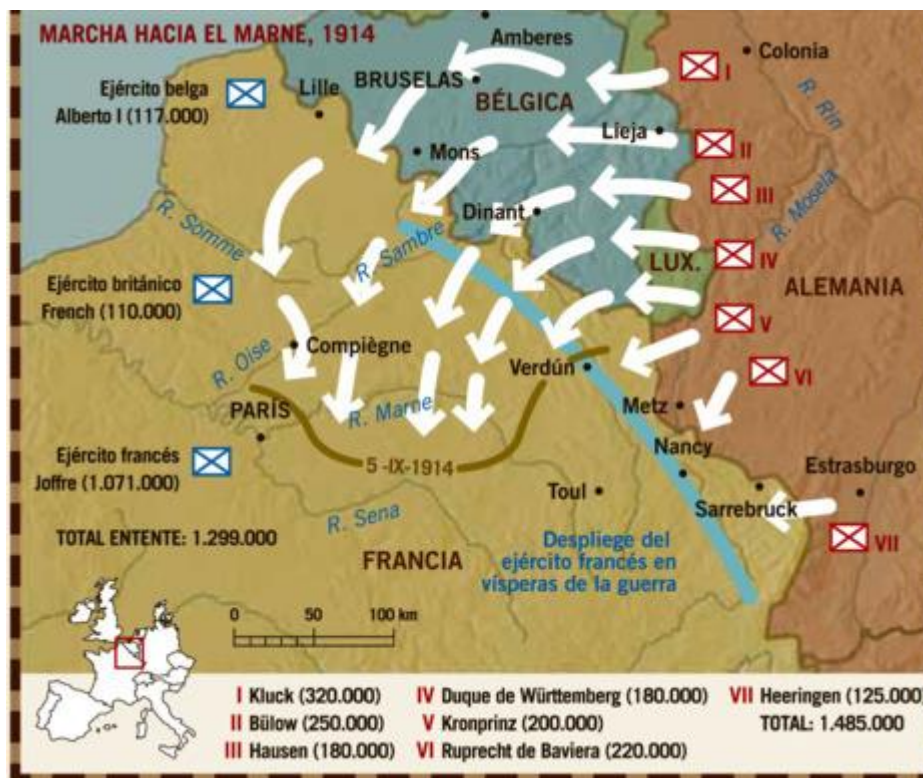 MARCHA HACIA EL MARNE, 1914
Amberes
Colonia
I
Ejército belga
Alberto I (117.000)
Lille
BRUSELAS
BÉLGICA
R. Rin
Lieja
II
Mons
III
R. Mosela
Dinant
R. Somme
R. Sambre
IV
LUX.
ALEMANIA
Ejército británico
French (110.000)
V
Compiègne
R. Oise
Verdún
VI
PARÍS
R. Marne
Metz
Nancy
Ejército francés
Joffre (1.071.000)
5-IX-1914
Estrasburgo
Toul
Sarrebruck
R. Sena
TOTAL ENTENTE: 1.299.000
VII
FRANCIA
Despliege del
ejército francés en
vísperas de la guerra
0 50 100 km
I Kluck (320.000)
II Bülow (250.000)
III Hausen (180.000)
IV Duque de Württemberg (180.000)
V Kronprinz (200.000)
VI Ruprecht de Baviera (220.000)
VII Heeringen (125.000)
TOTAL: 1.485.000